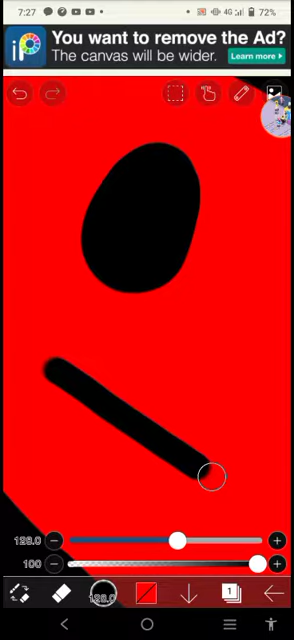 7:27
4G
72%
You want to remove the Ad?
The canvas will be wider.
Learn more
128.0
100
128.0
1